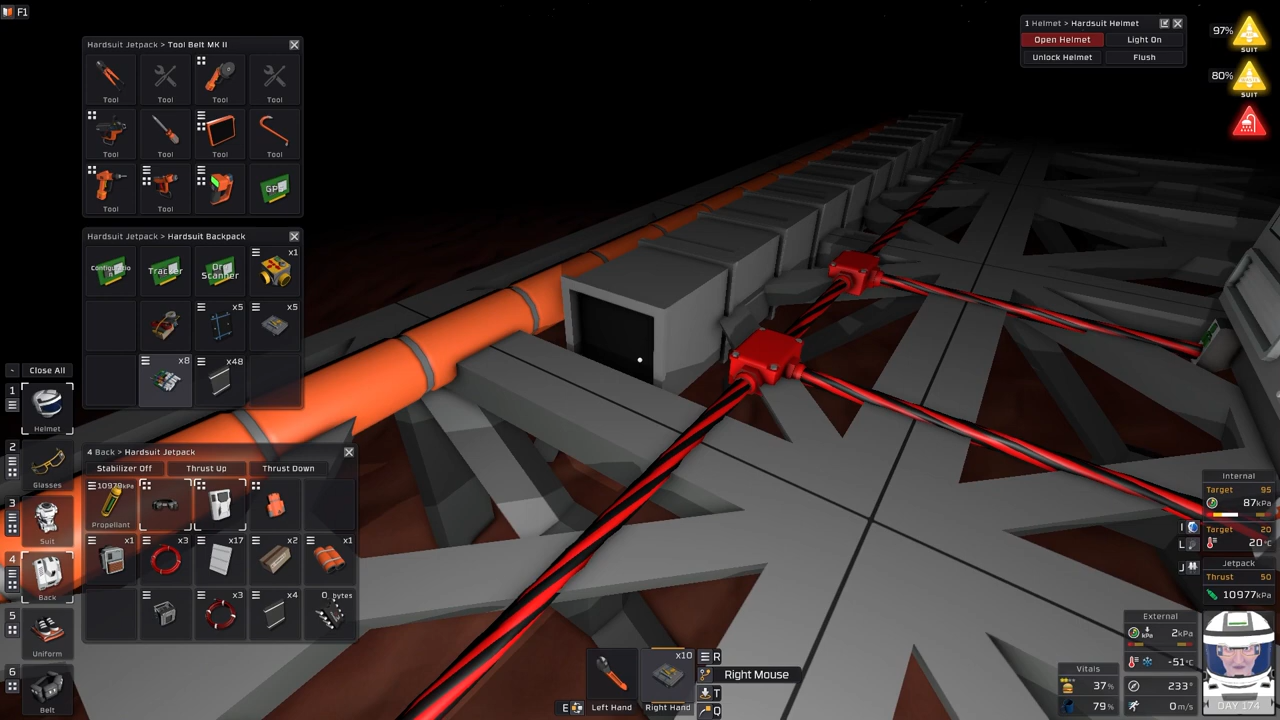 F1
Hardsuit Jetpack > Tool Belt MK II
Tool
Tool
Tool
Tool
Tool
Tool
Tool
Tool
Tool
Tool
GPS
Hardsuit Jetpack > Hardsuit Backpack
Tracker
Ore Scanner
x1
x5
x5
x8
x48
Close All
1
Helmet
2
Glasses
3
Suit
4
Back
5
Uniform
6
Belt
4 Back > Hardsuit Jetpack
Stabilizer Off
Thrust Up
Thrust Down
10978kPa
Propellant
x1
x3
x17
x2
x1
x3
x4
0 bytes
E
Left Hand
x10
Right Hand
R
Right Mouse
T
Q
1 Helmet > Hardsuit Helmet
Open Helmet
Light On
Unlock Helmet
Flush
97%
SUIT
80%
SUIT
Internal
Target 95
87kPa
Target 20
20°C
I
L
J
Jetpack
Thrust 50
10977kPa
External
kPa
2kPa
-51°C
233°
0m/s
Vitals
37%
79%
DAY 174